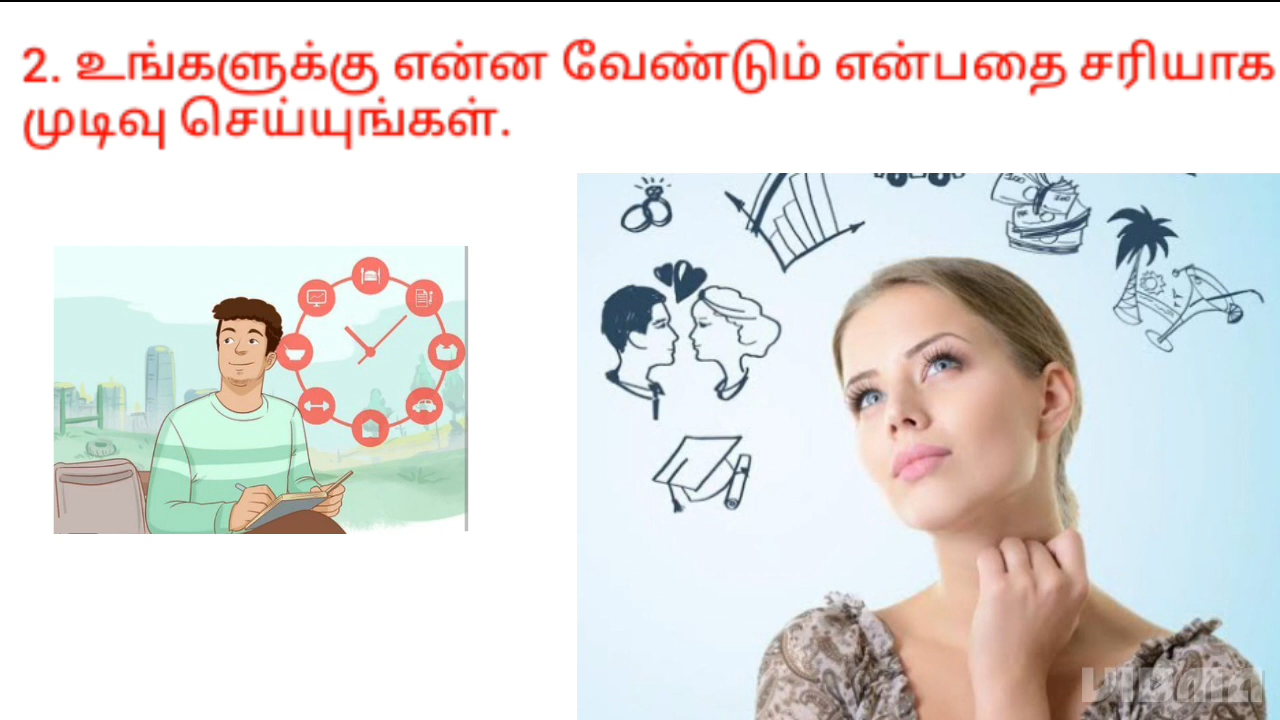 2. உங்களுக்கு என்ன வேண்டும் என்பதை சரியாக
முடிவு செய்யுங்கள்.